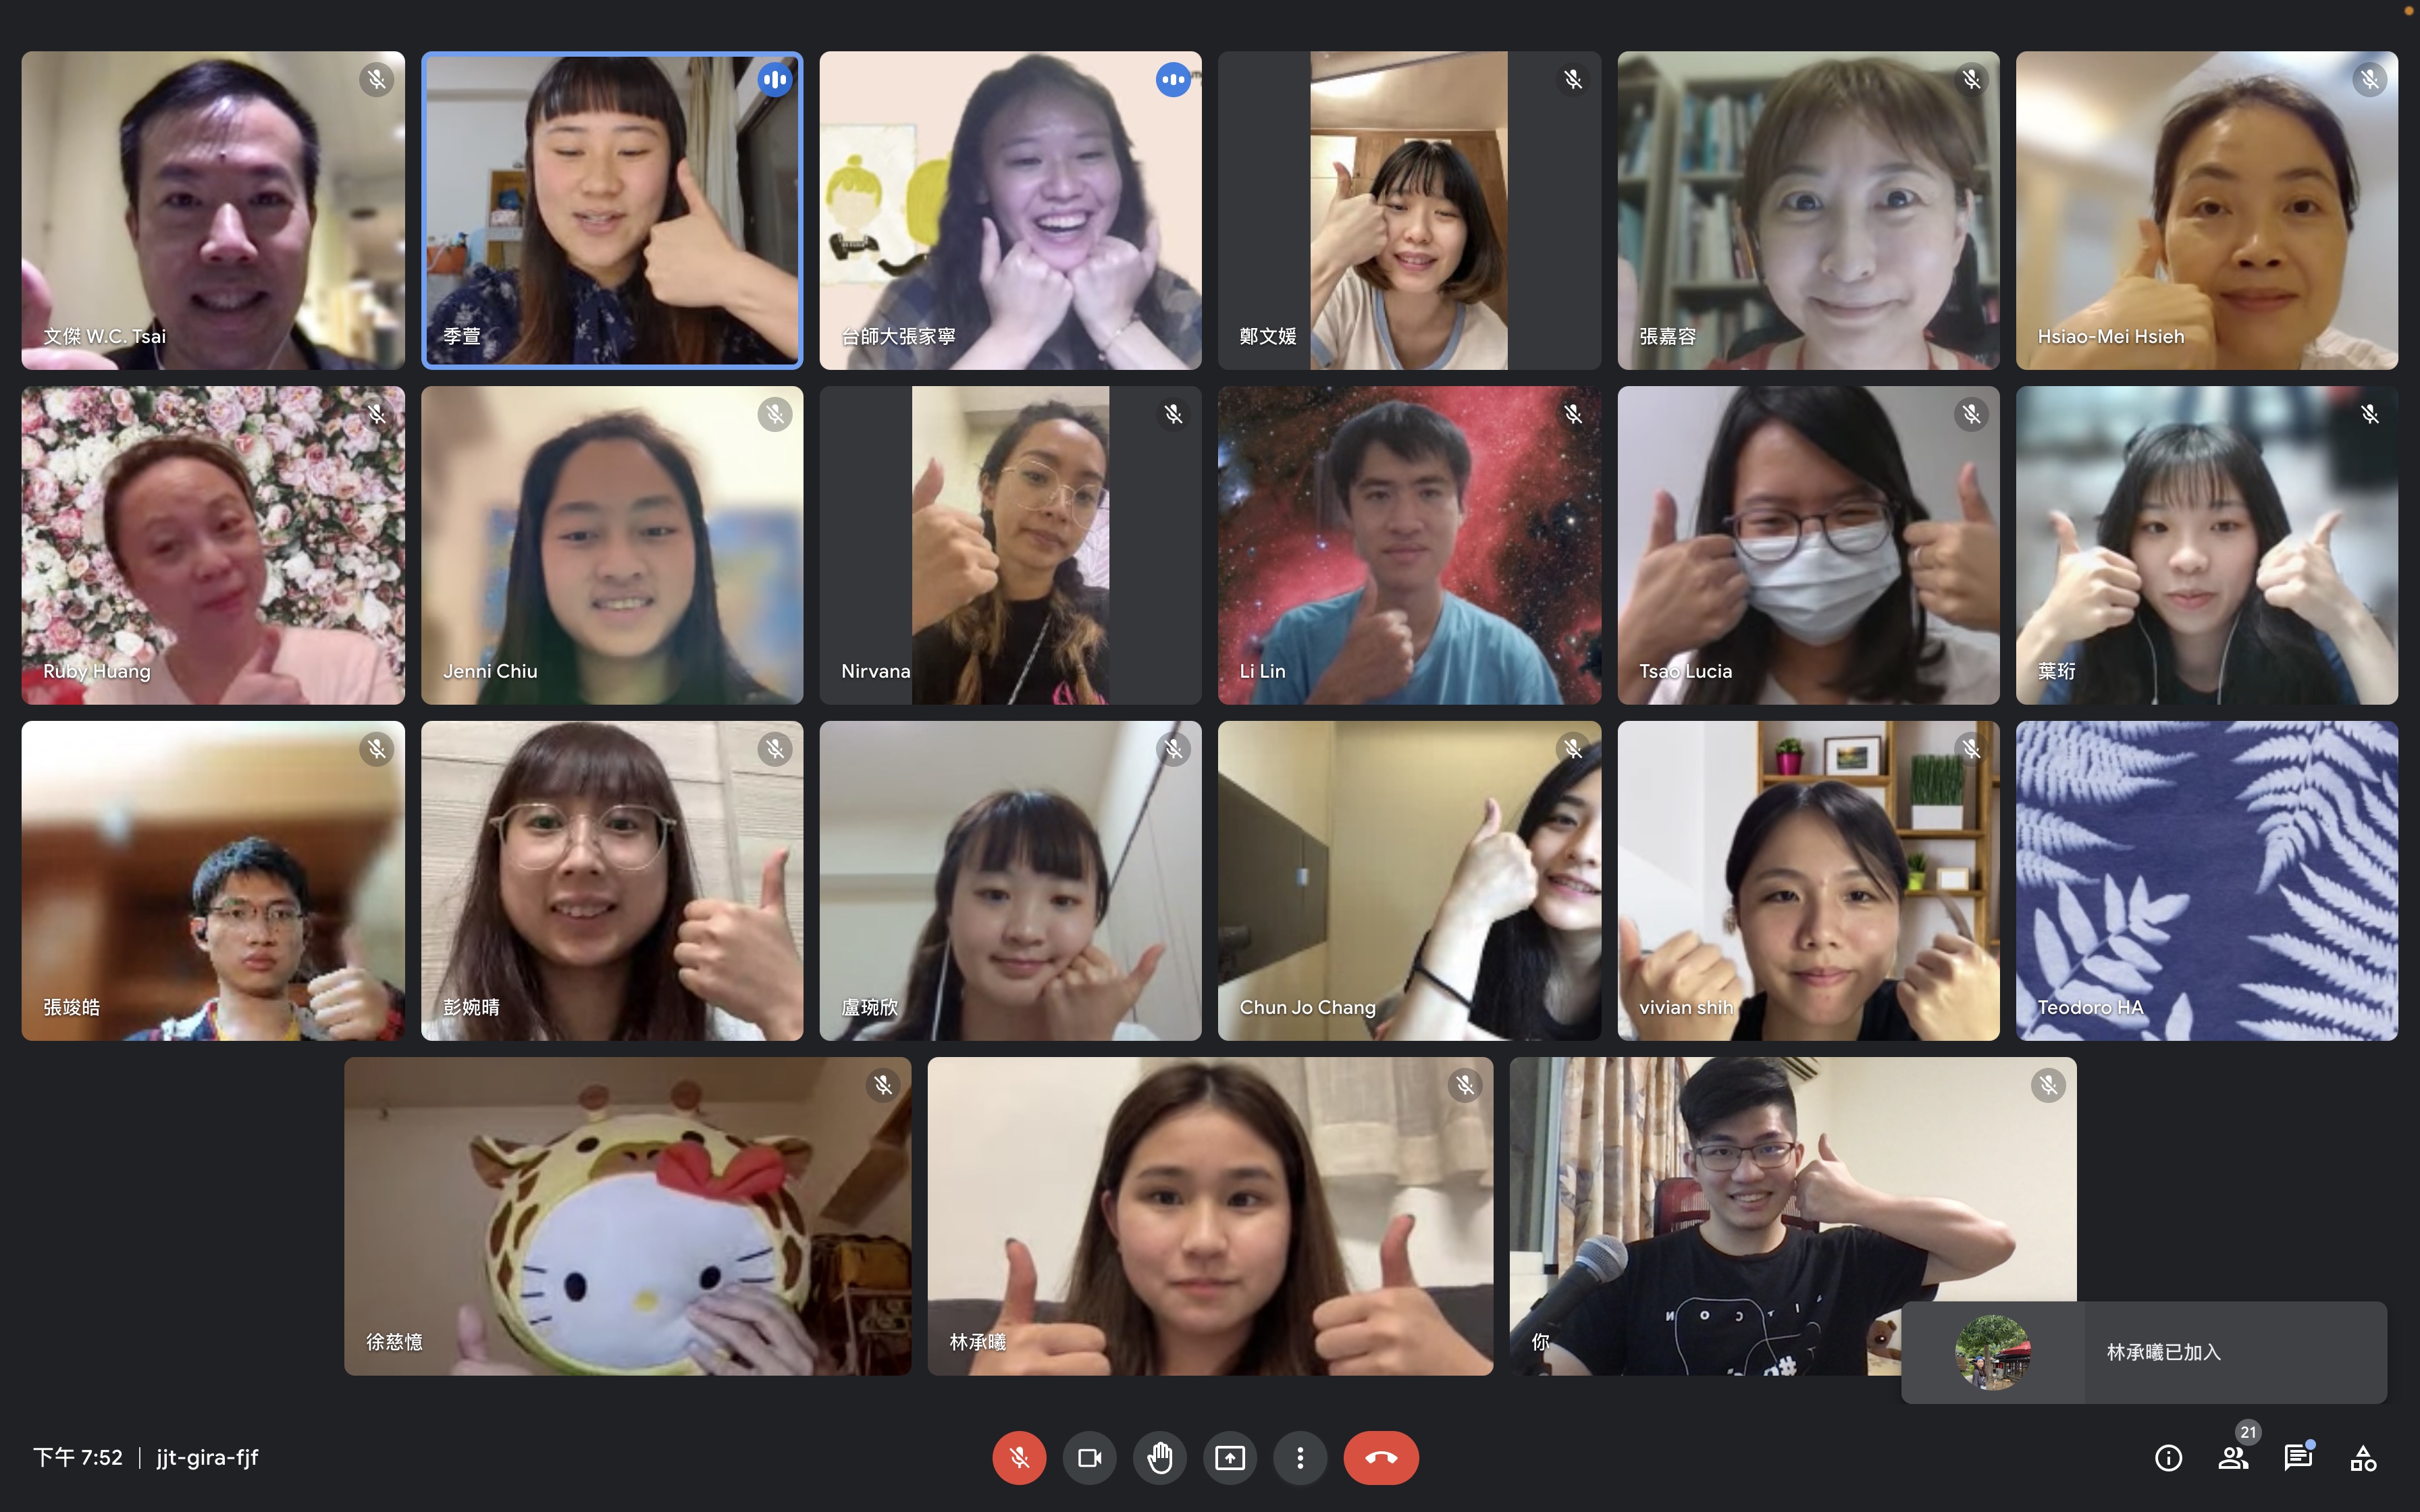 文傑 W.C. Tsai
季萱
台師大張家寧
鄭文媛
張嘉容
Hsiao-Mei Hsieh
Ruby Huang
Jenni Chiu
Nirvana
Li Lin
Tsao Lucia
葉珩
張竣皓
彭婉晴
盧琬欣
Chun Jo Chang
vivian shih
Teodoro HA
徐慈憶
林承曦
你
林承曦已加入
21
下午 7:52
jjt-gira-fjf